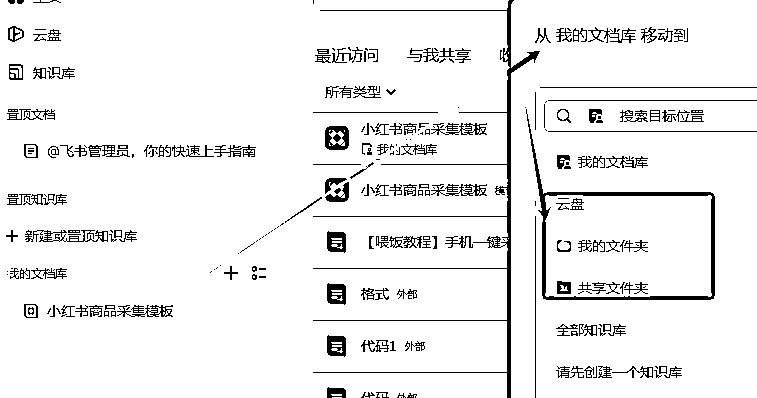 云盘
知识库
置顶文档
@飞书管理员，你的快速上手指南
置顶知识库
新建或置顶知识库
我的文档库
小红书商品采集模板
最近访问 与我共享
所有类型
小红书商品采集模板
我的文档库
小红书商品采集模板
【喂饭教程】手机一键采
格式 外部
代码1 外部
代码 外部
从 我的文档库 移动到
搜索目标位置
我的文档库
云盘
我的文件夹
共享文件夹
全部知识库
请先创建一个知识库